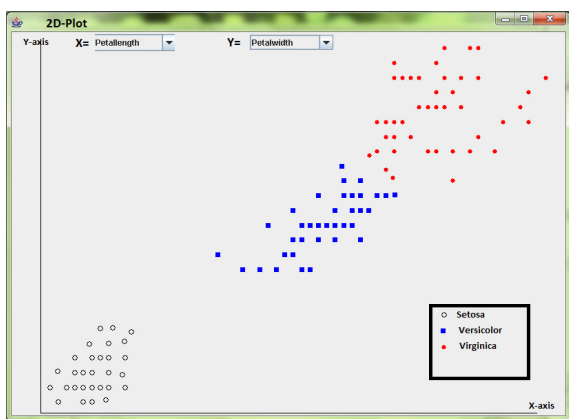 2D-Plot
Y-axis X= Petallength Y= Petalwidth
Setosa
Versicolor
Virginica
X-axis